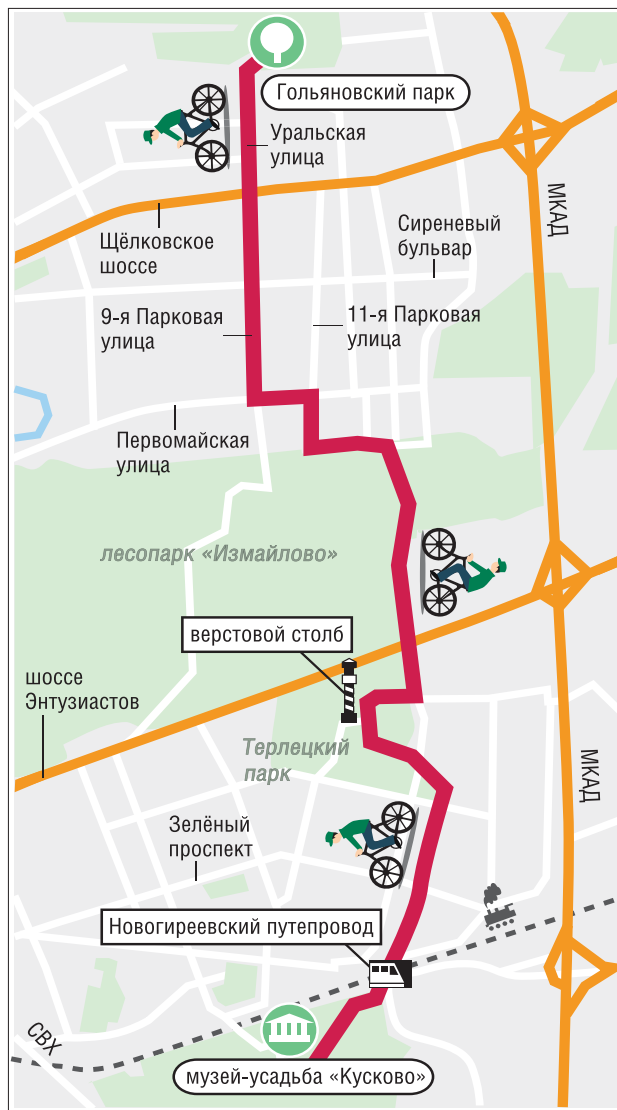 Гольяновский парк
Уральская
улица
МКАД
Щёлковское
шоссе
Сиреневый
бульвар
9-я Парковая
улица
11-я Парковая
улица
Первомайская
улица
лесопарк «Измайлово»
верстовой столб
шоссе
Энтузиастов
Терлецкий
парк
МКАД
Зелёный
проспект
Новогиреевский путепровод
СВХ
музей-усадьба «Кусково»